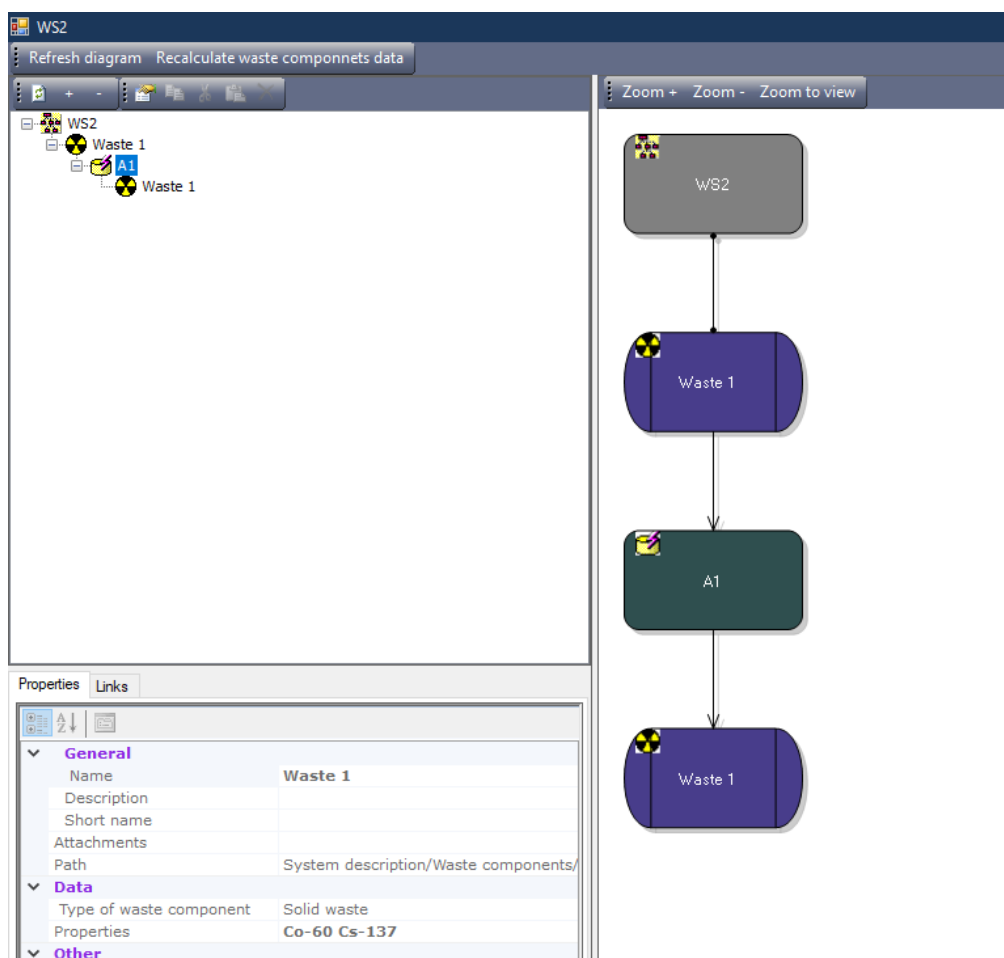 WS2
Refresh diagram Recalculate waste componnets data
+ -
WS2
Waste 1
A1
Waste 1
Properties Links
General
Name Waste 1
Description
Short name
Attachments
Path System description/Waste components/
Data
Type of waste component Solid waste
Properties Co-60 Cs-137
Other
Zoom + Zoom - Zoom to view
WS2
Waste 1
A1
Waste 1